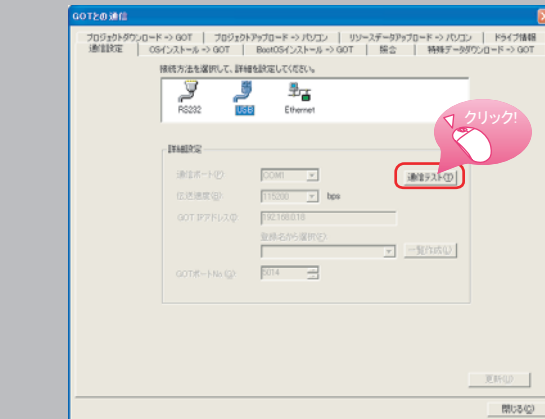 GOTとの通信
プロジェクトダウンロード -> GOT | プロジェクトアップロード -> パソコン | リソースデータアップロード -> パソコン | ドライブ情報
通信設定 | OSインストール -> GOT | BootOSインストール -> GOT | 照合 | 特殊データダウンロード -> GOT
接続方法を選択して、詳細を設定してください。
RS232 USB Ethernet
クリック!
詳細設定
通信ポート(P) COM1 通信テスト(T)
伝送速度(B) 115200 bps
GOT IPアドレス(I)
登録名から選択(E)
一覧作成(L)
GOTポートNo.(G) 5014
更新(U)
閉じる(C)